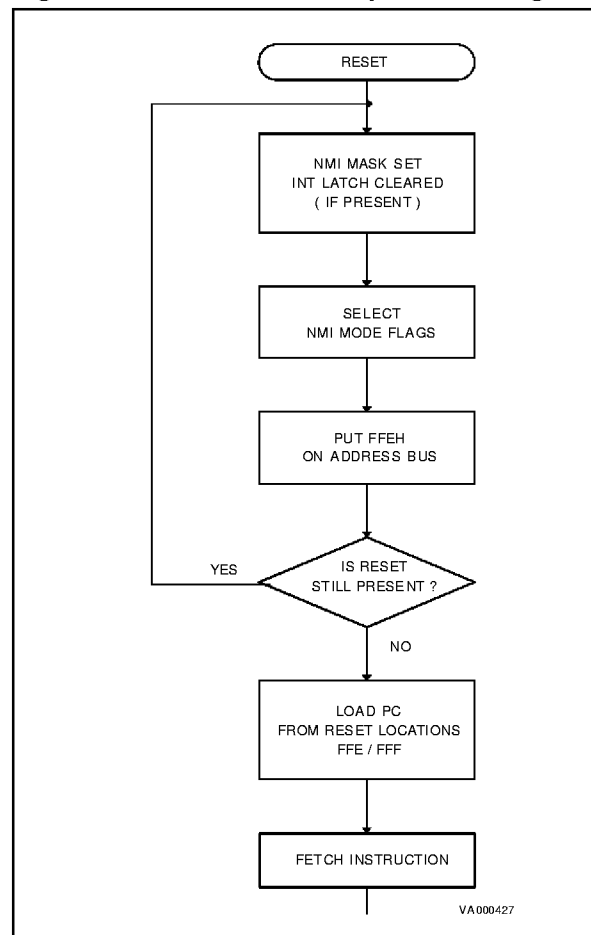 RESET
NMI MASK SET
INT LATCH CLEARED
( IF PRESENT )
SELECT
NMI MODE FLAGS
PUT FFEH
ON ADDRESS BUS
IS RESET
STILL PRESENT ?
YES
NO
LOAD PC
FROM RESET LOCATIONS
FFE / FFF
FETCH INSTRUCTION
VA000427